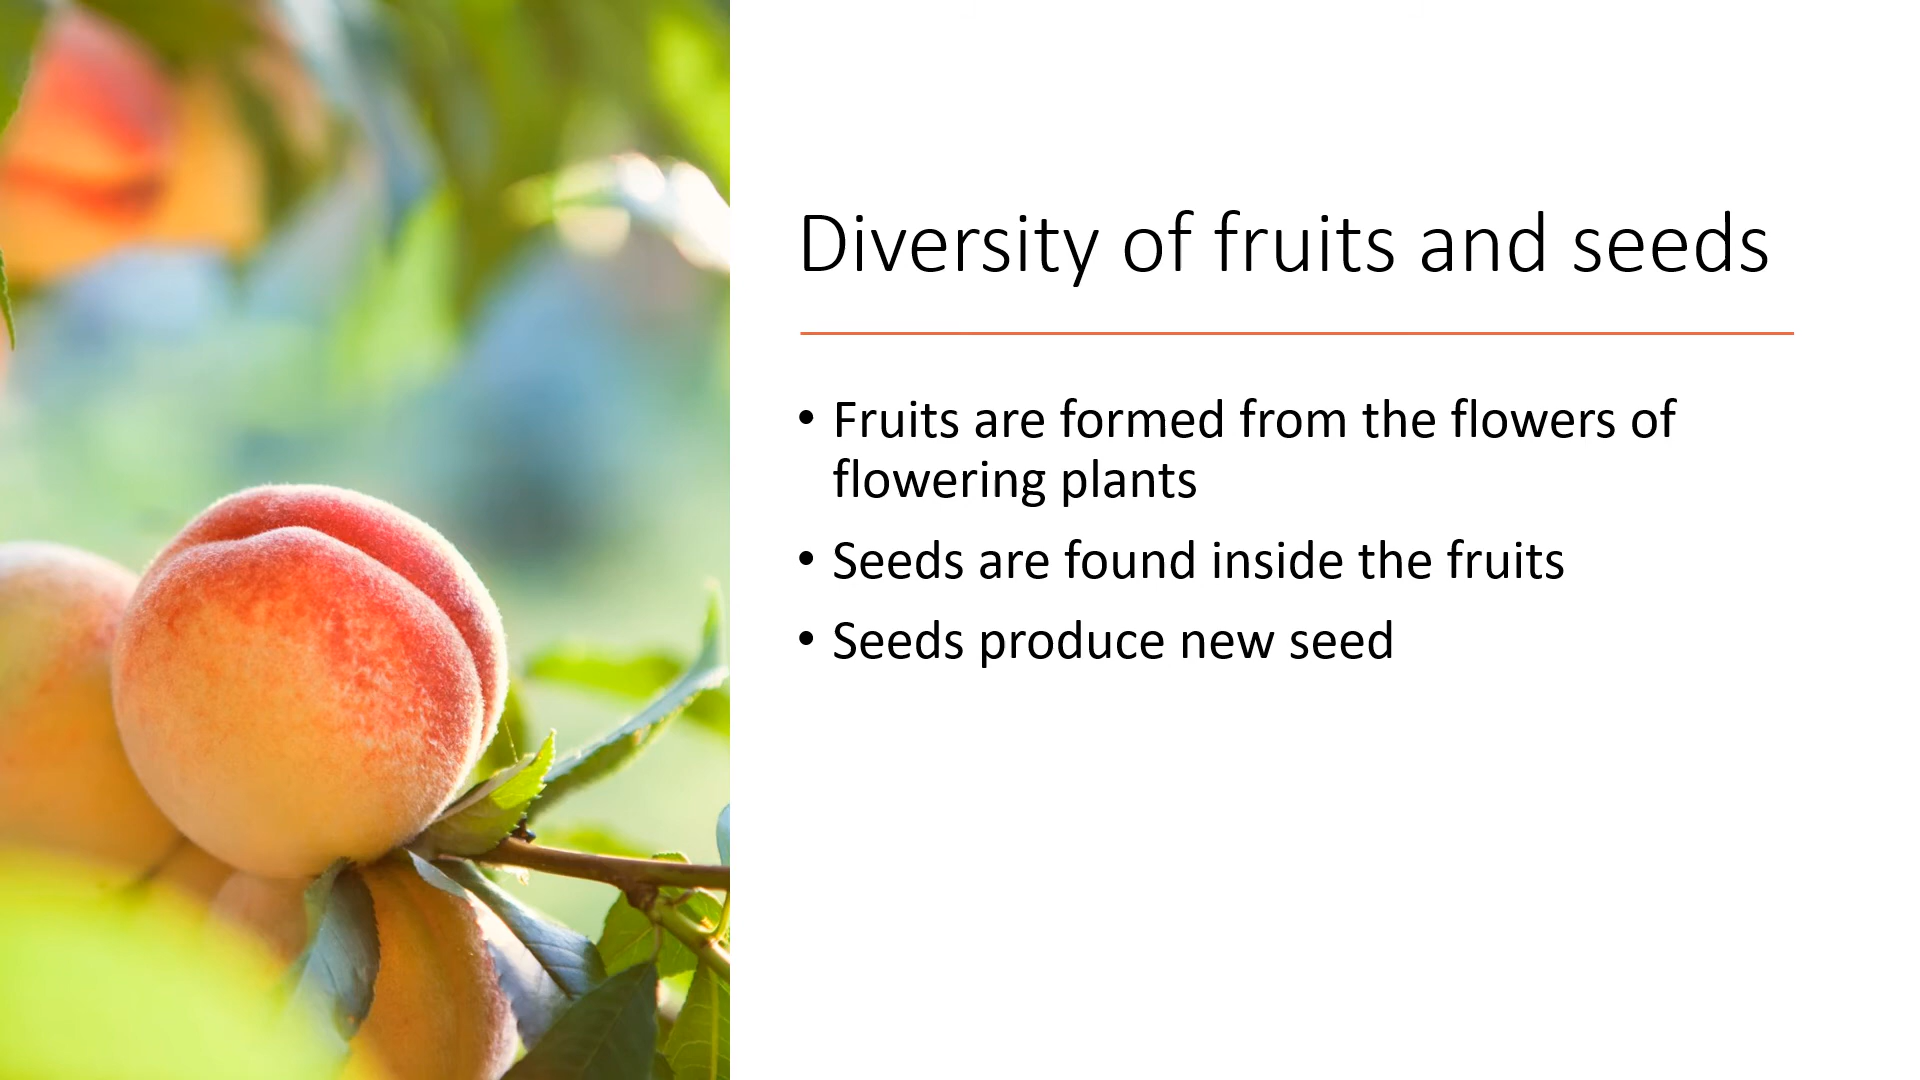 Diversity of fruits and seeds
• Fruits are formed from the flowers of
flowering plants
• Seeds are found inside the fruits
• Seeds produce new seed